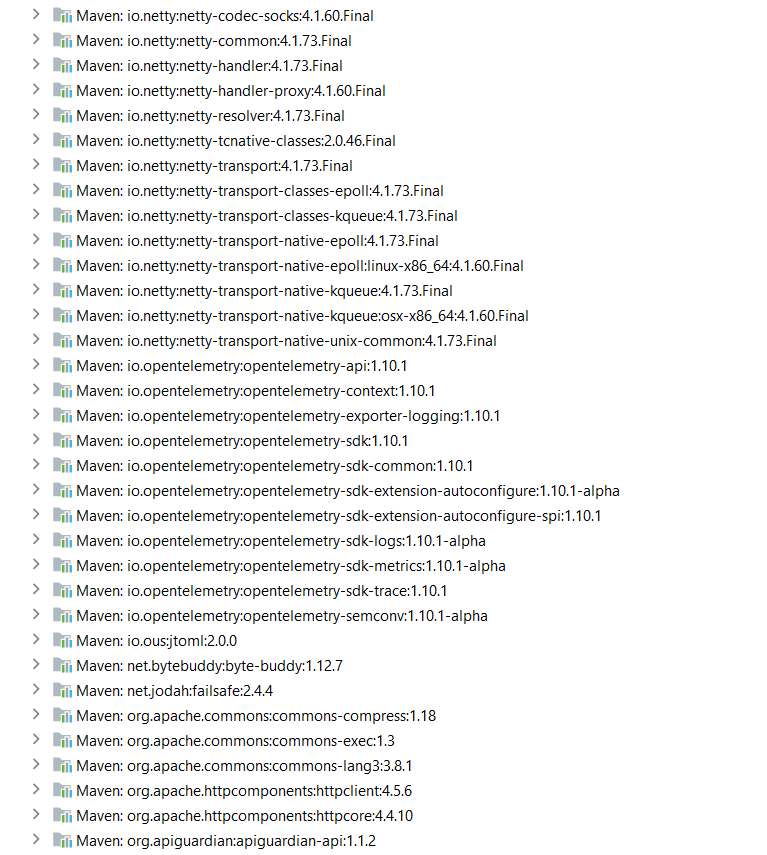 Maven: io.netty:netty-codec-socks:4.1.60.Final
Maven: io.netty:netty-common:4.1.73.Final
Maven: io.netty:netty-handler:4.1.73.Final
Maven: io.netty:netty-handler-proxy:4.1.60.Final
Maven: io.netty:netty-resolver:4.1.73.Final
Maven: io.netty:netty-tcnative-classes:2.0.46.Final
Maven: io.netty:netty-transport:4.1.73.Final
Maven: io.netty:netty-transport-classes-epoll:4.1.73.Final
Maven: io.netty:netty-transport-classes-kqueue:4.1.73.Final
Maven: io.netty:netty-transport-native-epoll:4.1.73.Final
Maven: io.netty:netty-transport-native-epoll:linux-x86_64:4.1.60.Final
Maven: io.netty:netty-transport-native-kqueue:4.1.73.Final
Maven: io.netty:netty-transport-native-kqueue:osx-x86_64:4.1.60.Final
Maven: io.netty:netty-transport-native-unix-common:4.1.73.Final
Maven: io.opentelemetry:opentelemetry-api:1.10.1
Maven: io.opentelemetry:opentelemetry-context:1.10.1
Maven: io.opentelemetry:opentelemetry-exporter-logging:1.10.1
Maven: io.opentelemetry:opentelemetry-sdk:1.10.1
Maven: io.opentelemetry:opentelemetry-sdk-common:1.10.1
Maven: io.opentelemetry:opentelemetry-sdk-extension-autoconfigure:1.10.1-alpha
Maven: io.opentelemetry:opentelemetry-sdk-extension-autoconfigure-spi:1.10.1
Maven: io.opentelemetry:opentelemetry-sdk-logs:1.10.1-alpha
Maven: io.opentelemetry:opentelemetry-sdk-metrics:1.10.1-alpha
Maven: io.opentelemetry:opentelemetry-sdk-trace:1.10.1
Maven: io.opentelemetry:opentelemetry-semconv:1.10.1-alpha
Maven: io.ous:jtoml:2.0.0
Maven: net.bytebuddy:byte-buddy:1.12.7
Maven: net.jodah:failsafe:2.4.4
Maven: org.apache.commons:commons-compress:1.18
Maven: org.apache.commons:commons-exec:1.3
Maven: org.apache.commons:commons-lang3:3.8.1
Maven: org.apache.httpcomponents:httpclient:4.5.6
Maven: org.apache.httpcomponents:httpcore:4.4.10
Maven: org.apiguardian:apiguardian-api:1.1.2